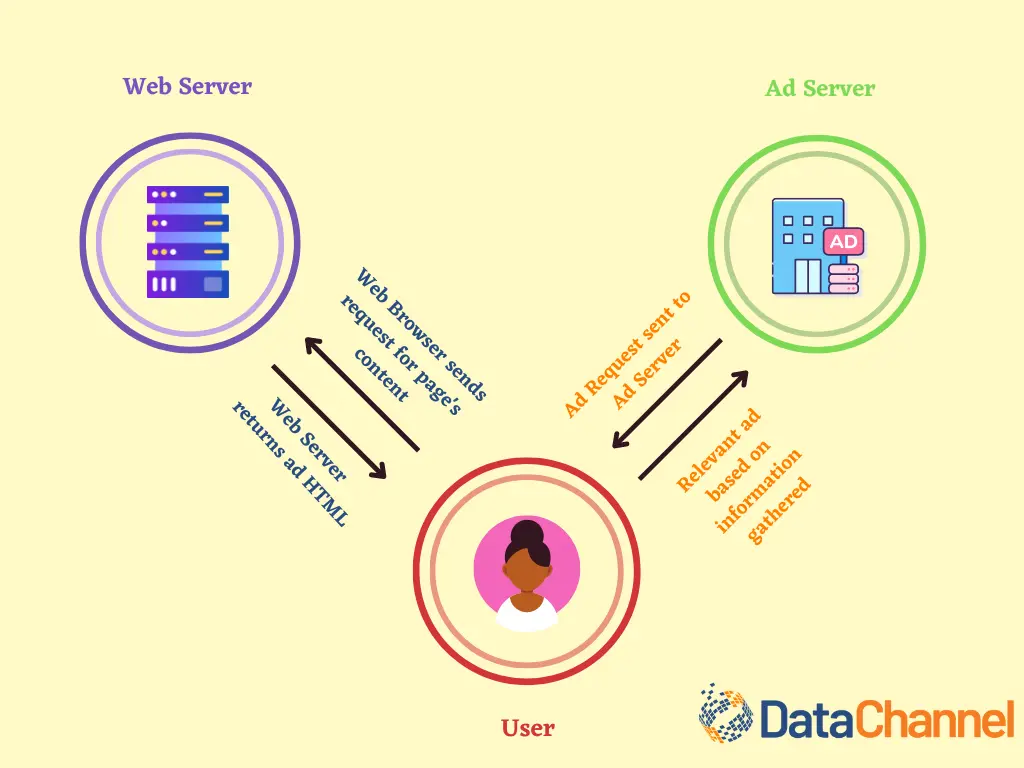 Web Server
Ad Server
AD
Web Browser sends
request for page's
content
Ad Request sent to
Ad Server
Web Server
returns ad HTML
Relevant ad
based on
information
gathered
User
DataChannel